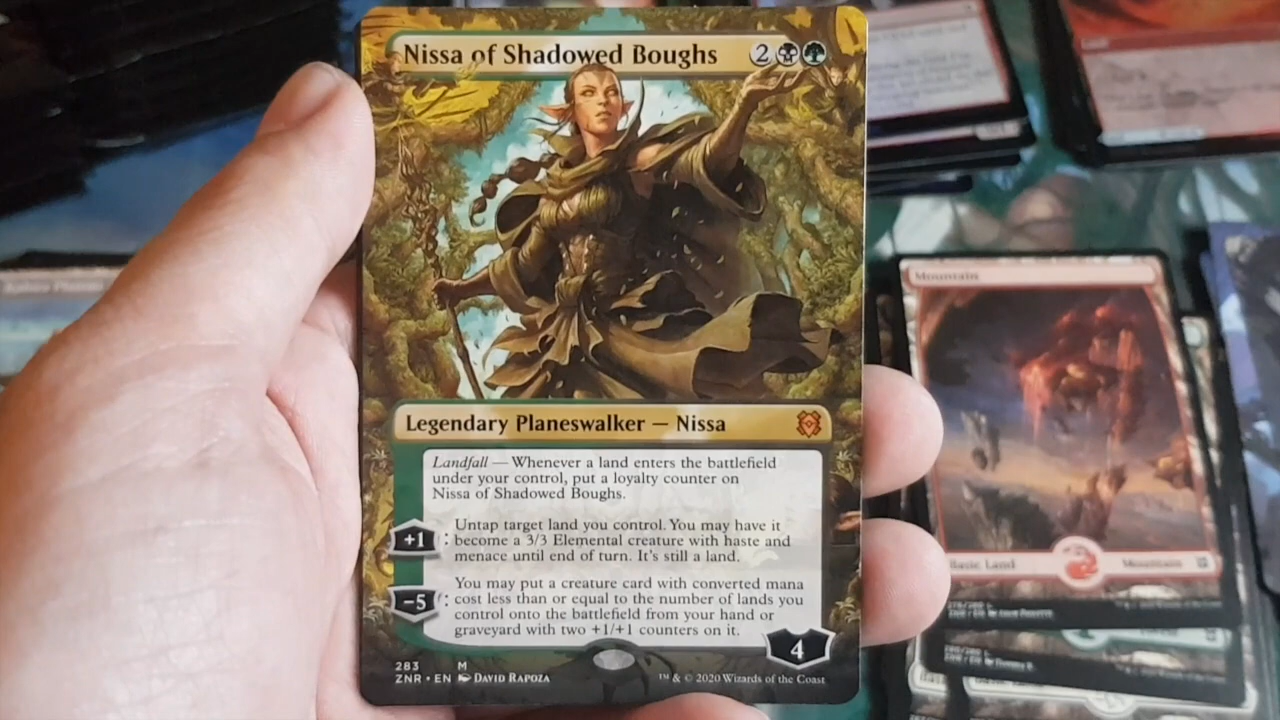 Nissa of Shadowed Boughs 2
Legendary Planeswalker — Nissa
Landfall — Whenever a land enters the battlefield
under your control, put a loyalty counter on
Nissa of Shadowed Boughs.
+1 : Untap target land you control. You may have it
become a 3/3 Elemental creature with haste and
menace until end of turn. It's still a land.
−5 : You may put a creature card with converted mana
cost less than or equal to the number of lands you
control onto the battlefield from your hand or
graveyard with two +1/+1 counters on it.
4
283 M
ZNR • EN DAVID RAPOZA
™ & © 2020 Wizards of the Coast
Mountain
Basic Land Mountain